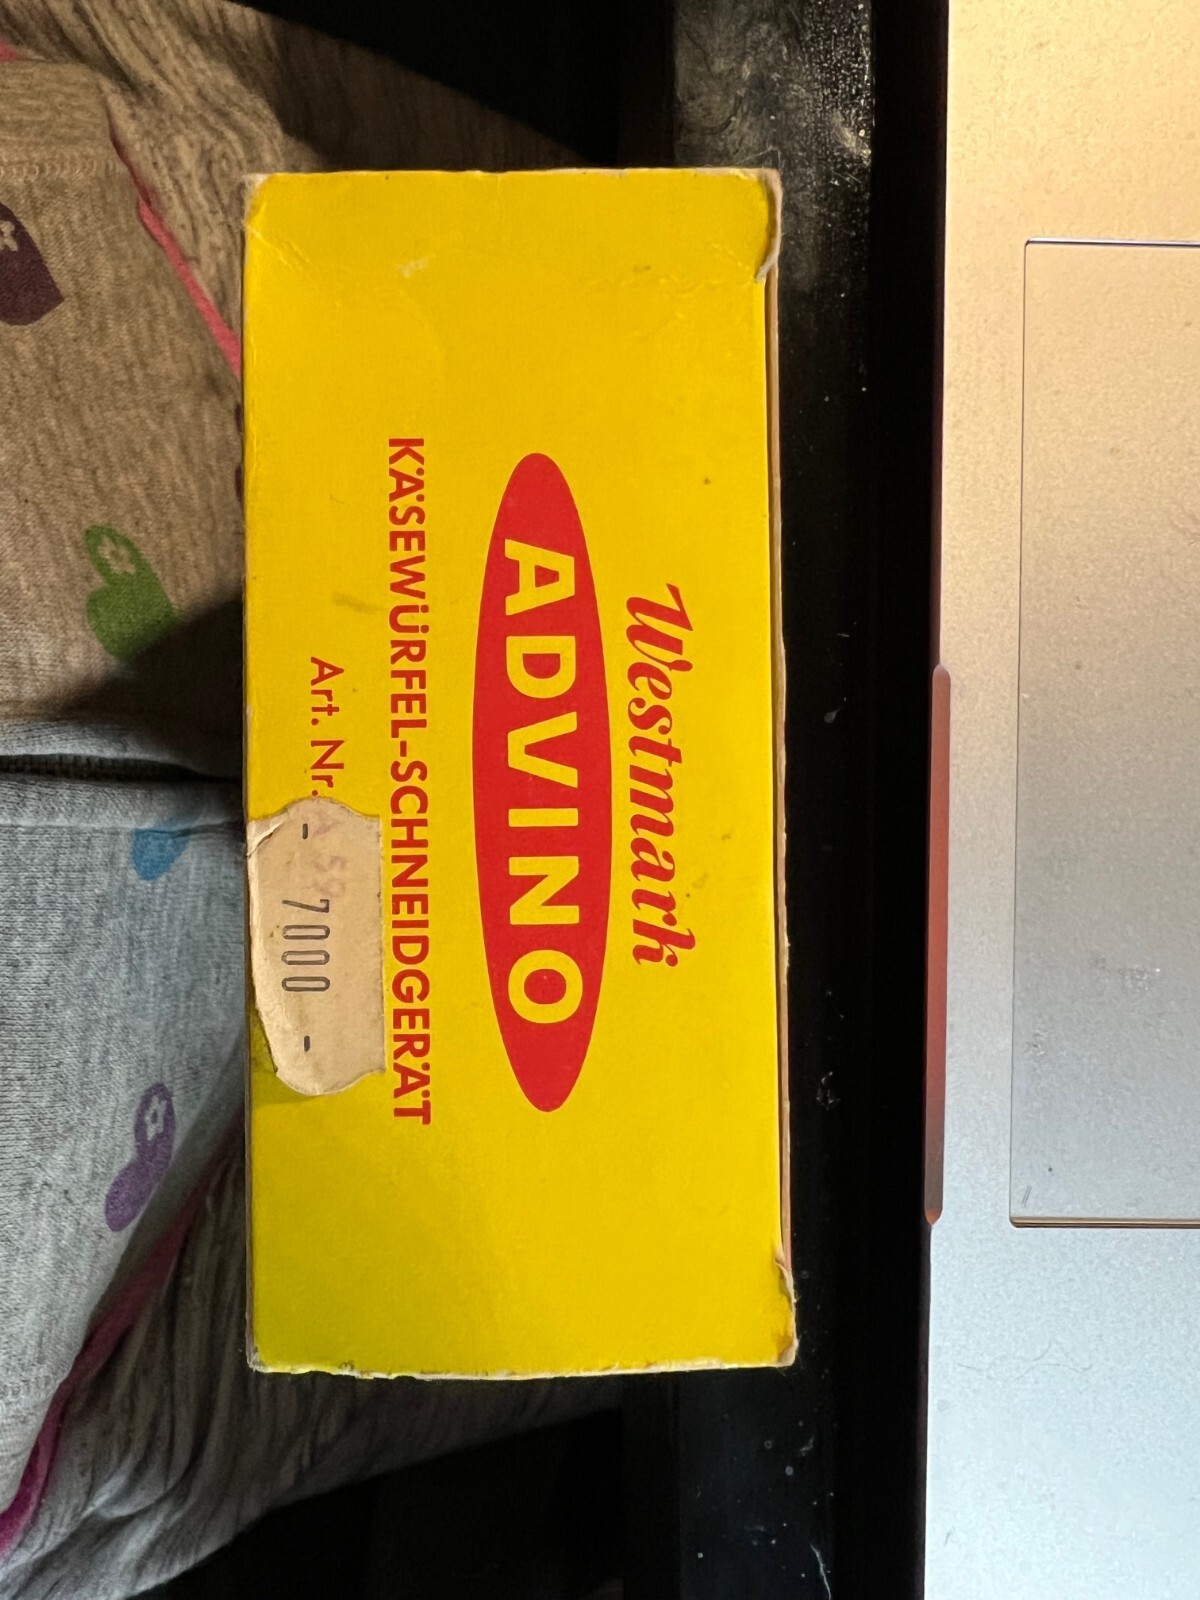 Westmark
ADVINO
KÄSEWÜRFEL-SCHNEIDGERÄT
Art. Nr.
- 7000 -